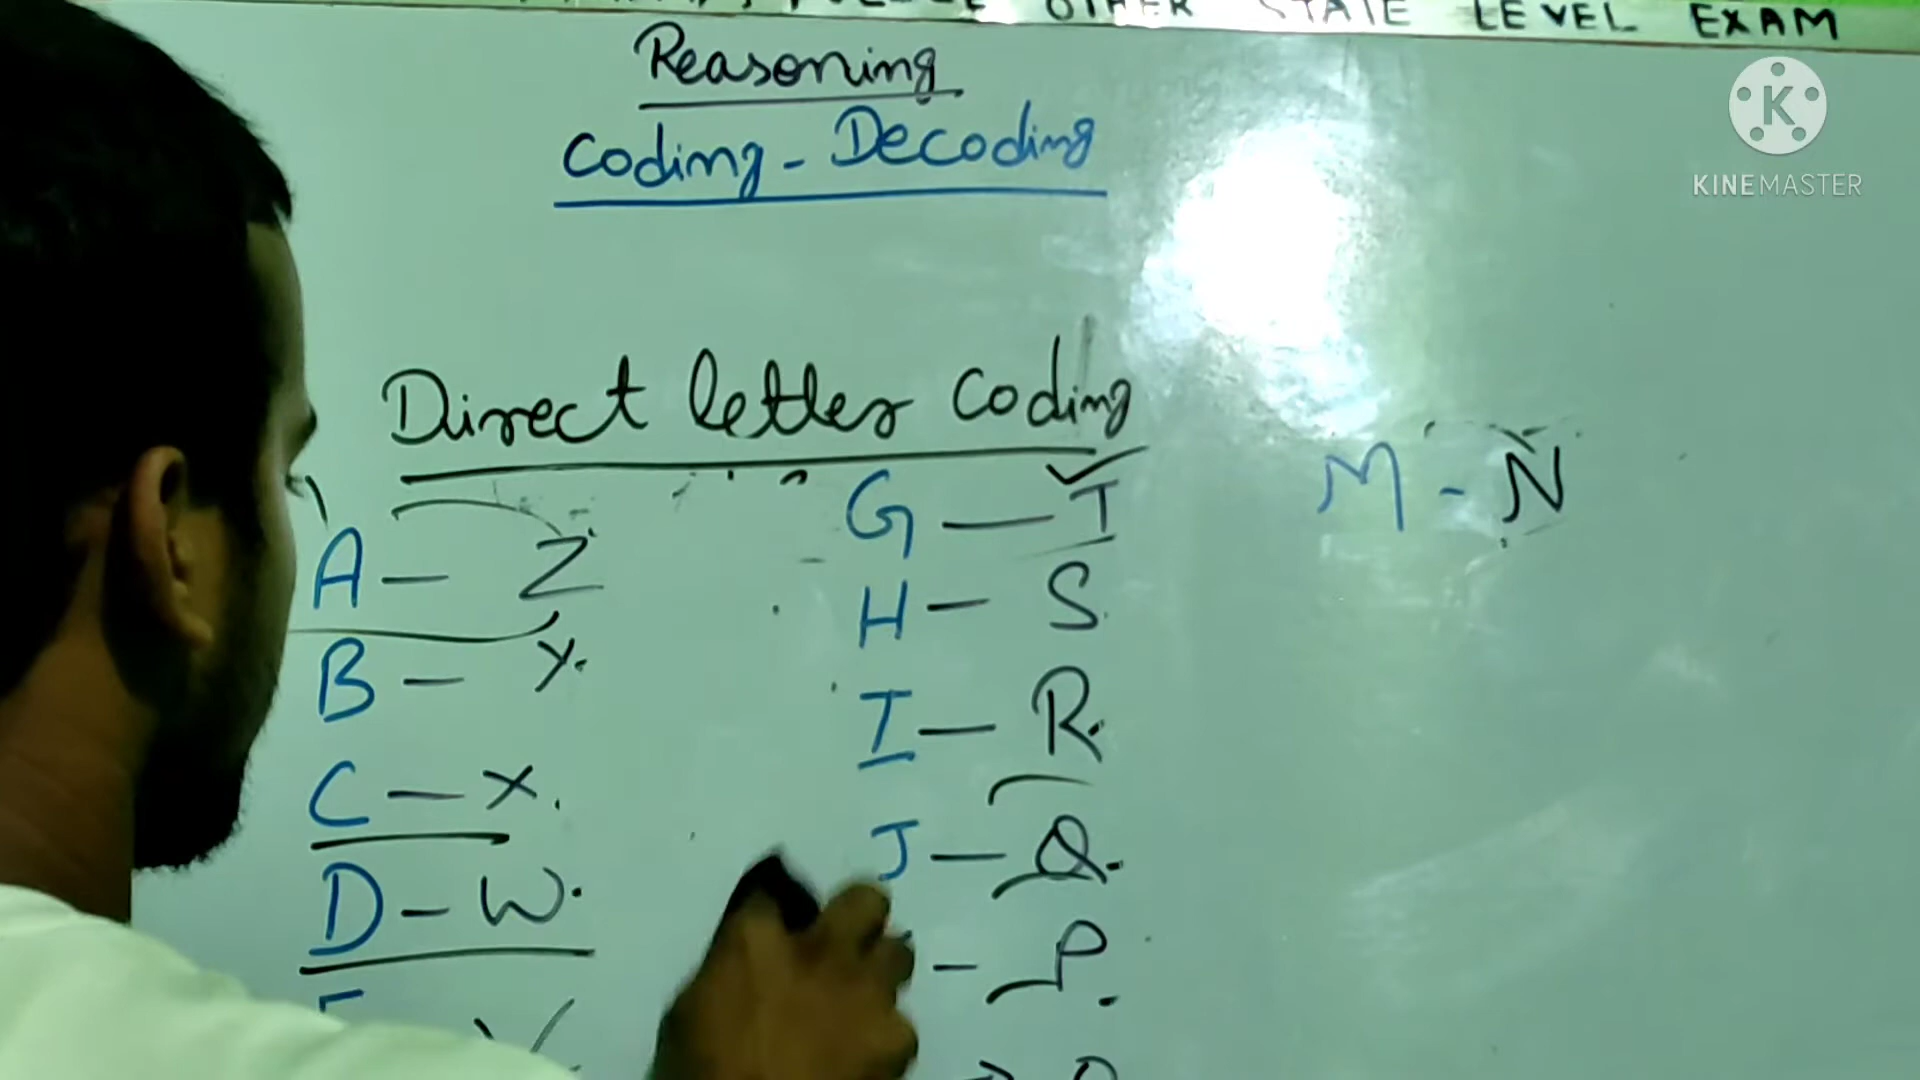 OTHER STATE LEVEL EXAM
Reasoning
Coding - Decoding
KINEMASTER
Direct letter Coding
A — Z
B — Y.
C — X.
D - W.
V
G — T
H - S
I — R.
J — Q.
- P.
M - N